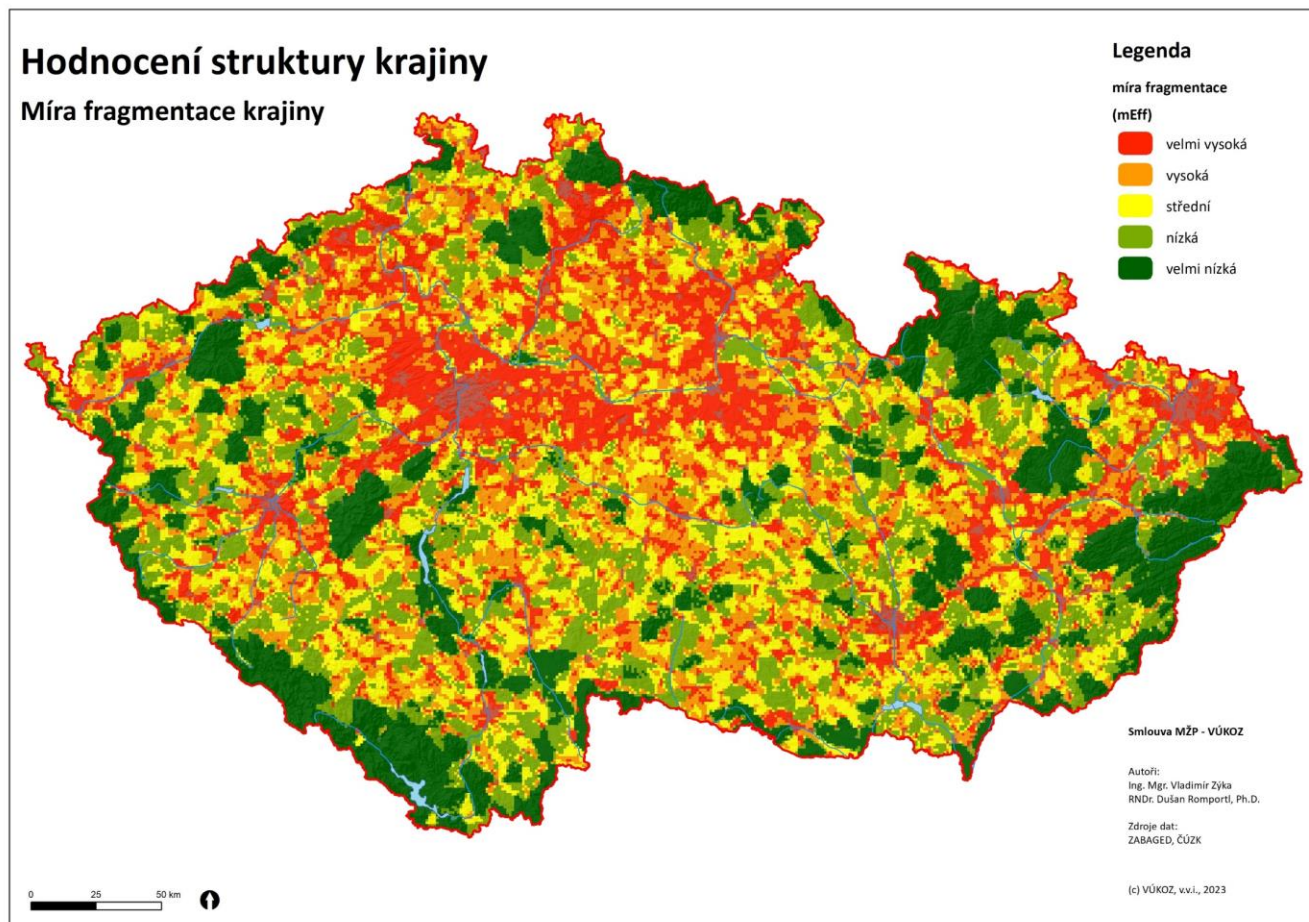 Hodnocení struktury krajiny
Míra fragmentace krajiny
Legenda
míra fragmentace
(mEff)
velmi vysoká
vysoká
střední
nízká
velmi nízká
Smlouva MŽP - VÚKOZ
Autoři:
Ing. Mgr. Vladimír Zýka
RNDr. Dušan Romportl, Ph.D.
Zdroje dat:
ZABAGED, ČÚZK
(c) VÚKOZ, v.v.i., 2023
0 25 50 km